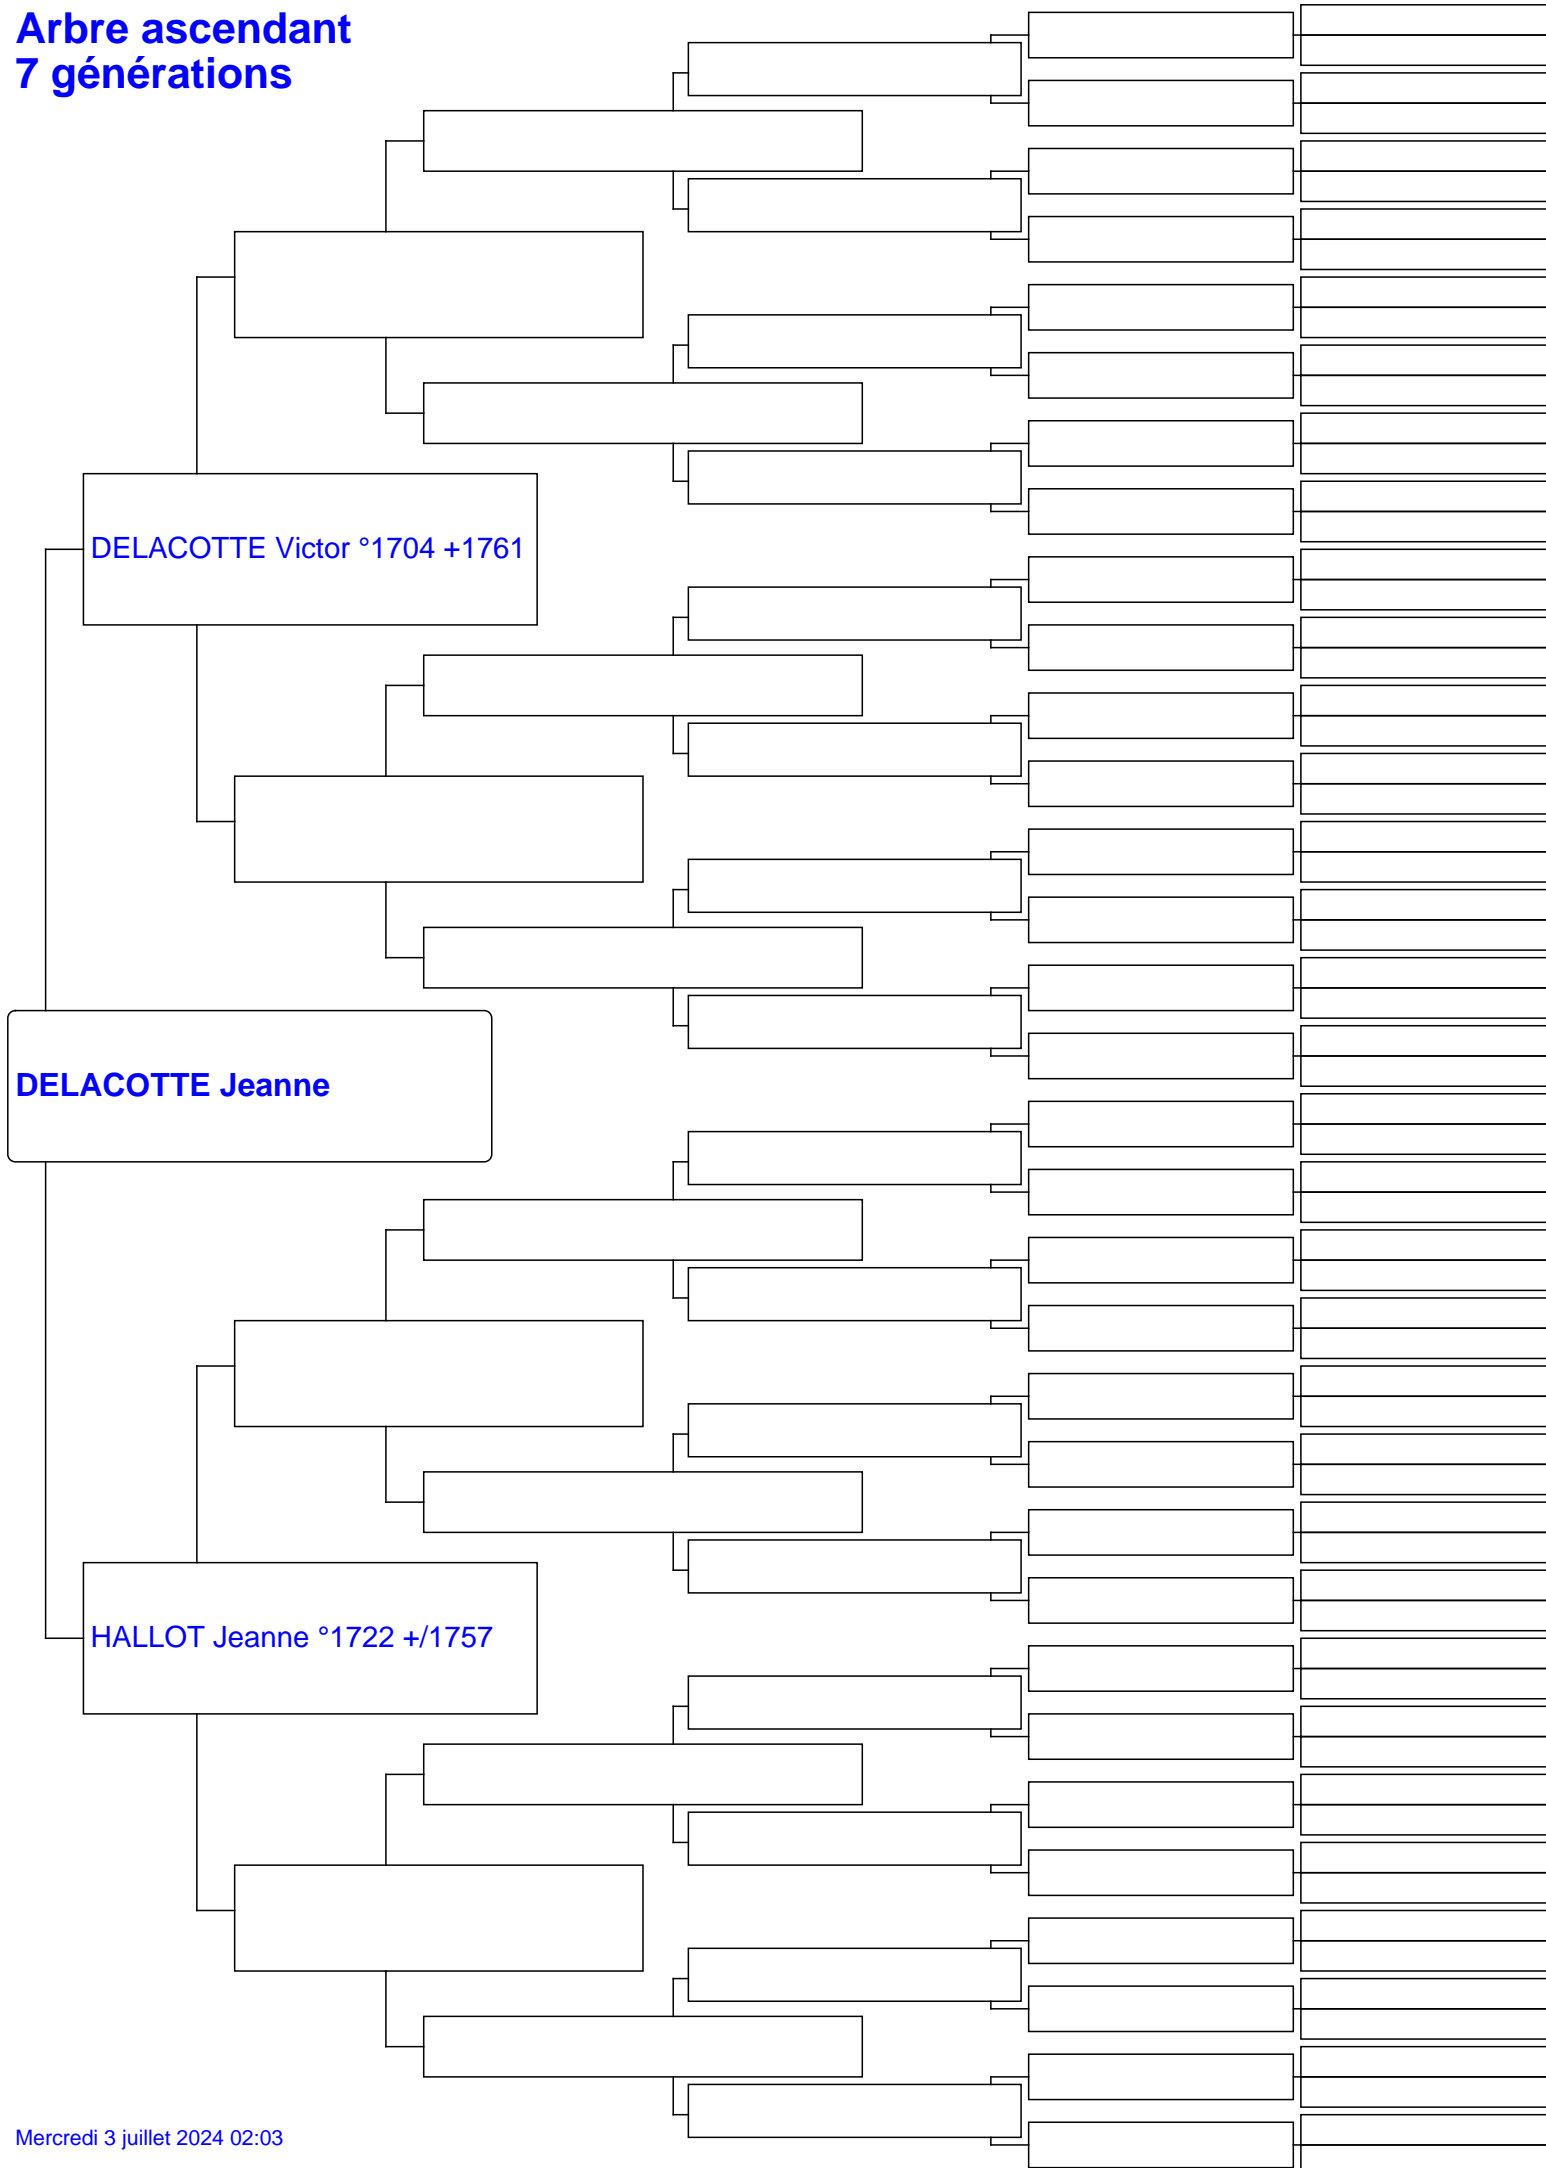 Arbre ascendant
7 générations
DELACOTTE Victor °1704 +1761
DELACOTTE Jeanne
HALLOT Jeanne °1722 +/1757
Mercredi 3 juillet 2024 02:03